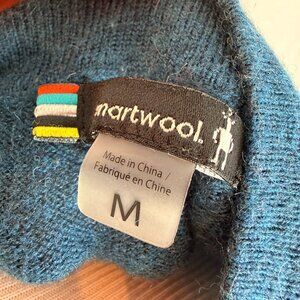 martwool.
Made in China /
Fabriqué en Chine
M